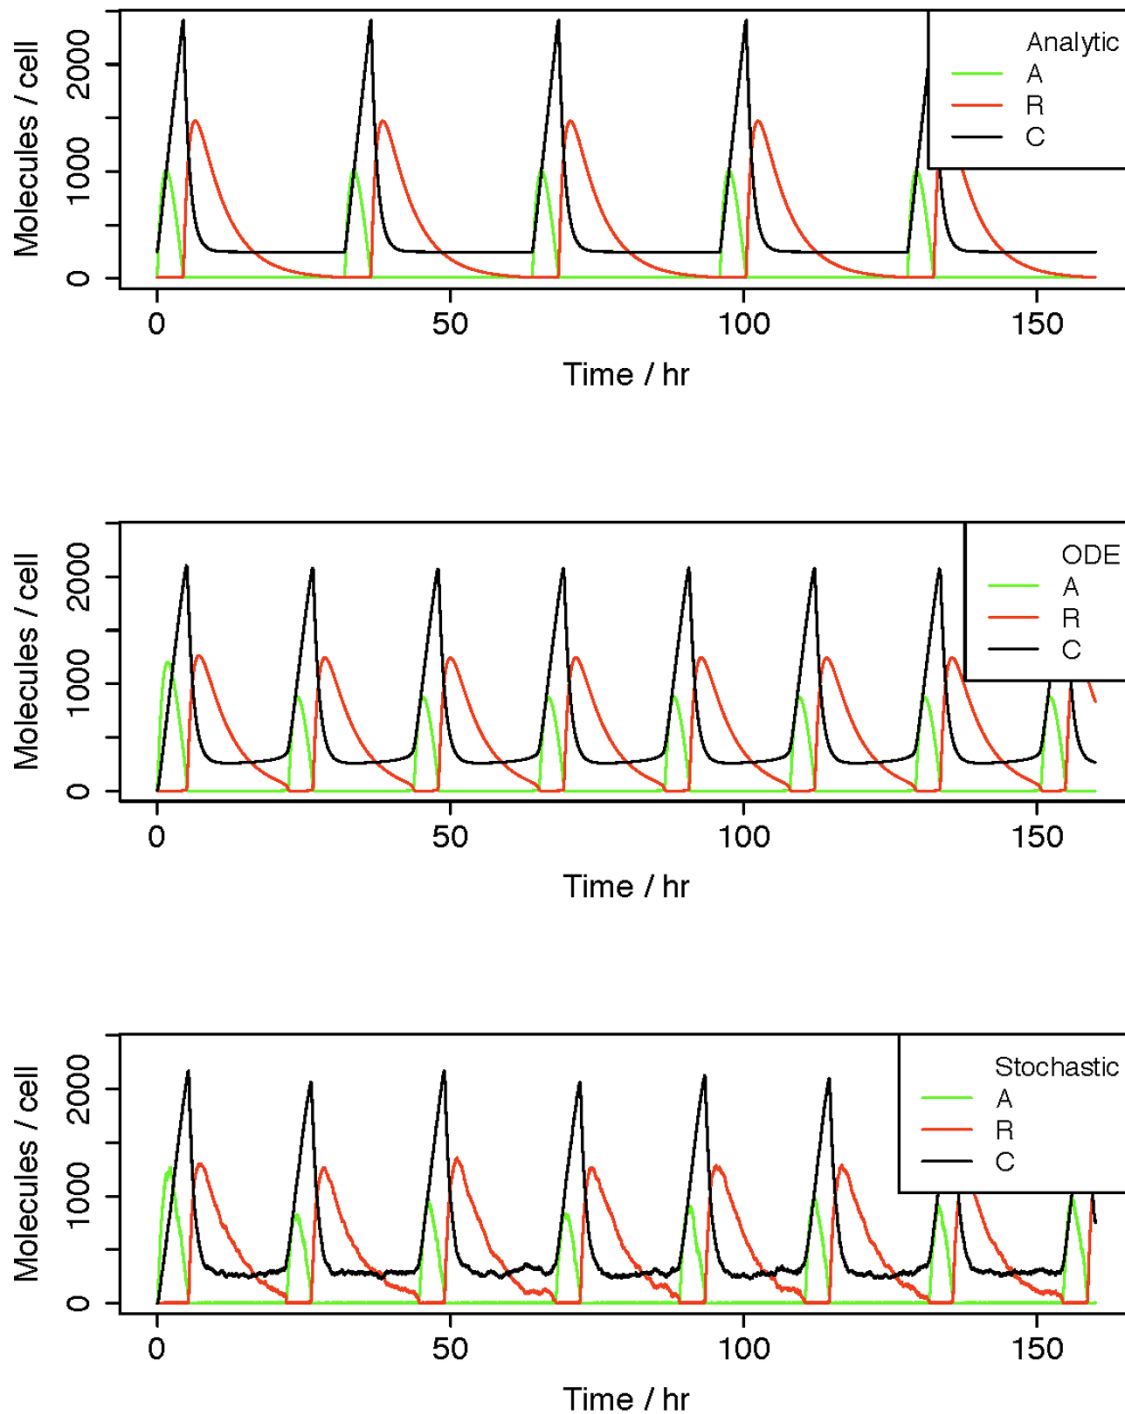 Molecules / cell
2000
1000
0
Analytic
A
R
C
0 50 100 150
Time / hr
Molecules / cell
2000
1000
0
ODE
A
R
C
0 50 100 150
Time / hr
Molecules / cell
2000
1000
0
Stochastic
A
R
C
0 50 100 150
Time / hr